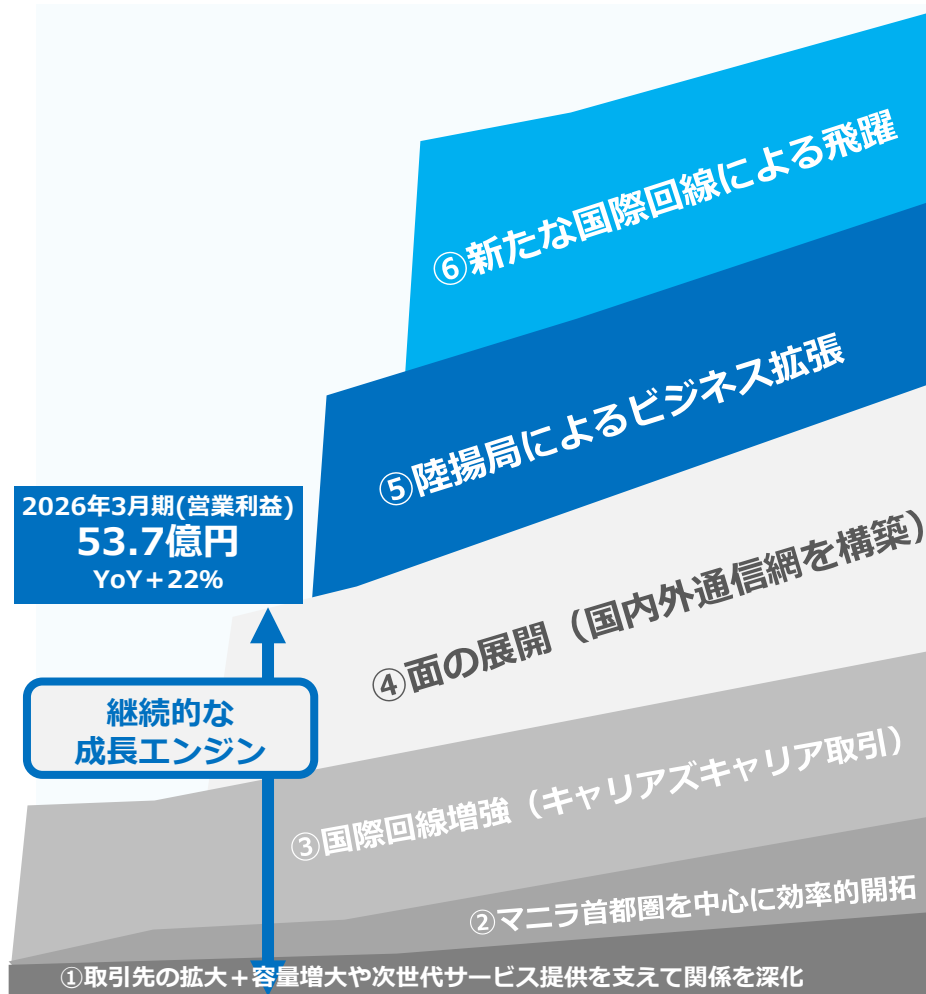 ⑥新たな国際回線による飛躍
⑤陸揚局によるビジネス拡張
2026年3月期(営業利益)
53.7億円
YoY＋22%
④面の展開（国内外通信網を構築）
継続的な
成長エンジン
③国際回線増強（キャリアズキャリア取引）
②マニラ首都圏を中心に効率的開拓
①取引先の拡大＋容量増大や次世代サービス提供を支えて関係を深化